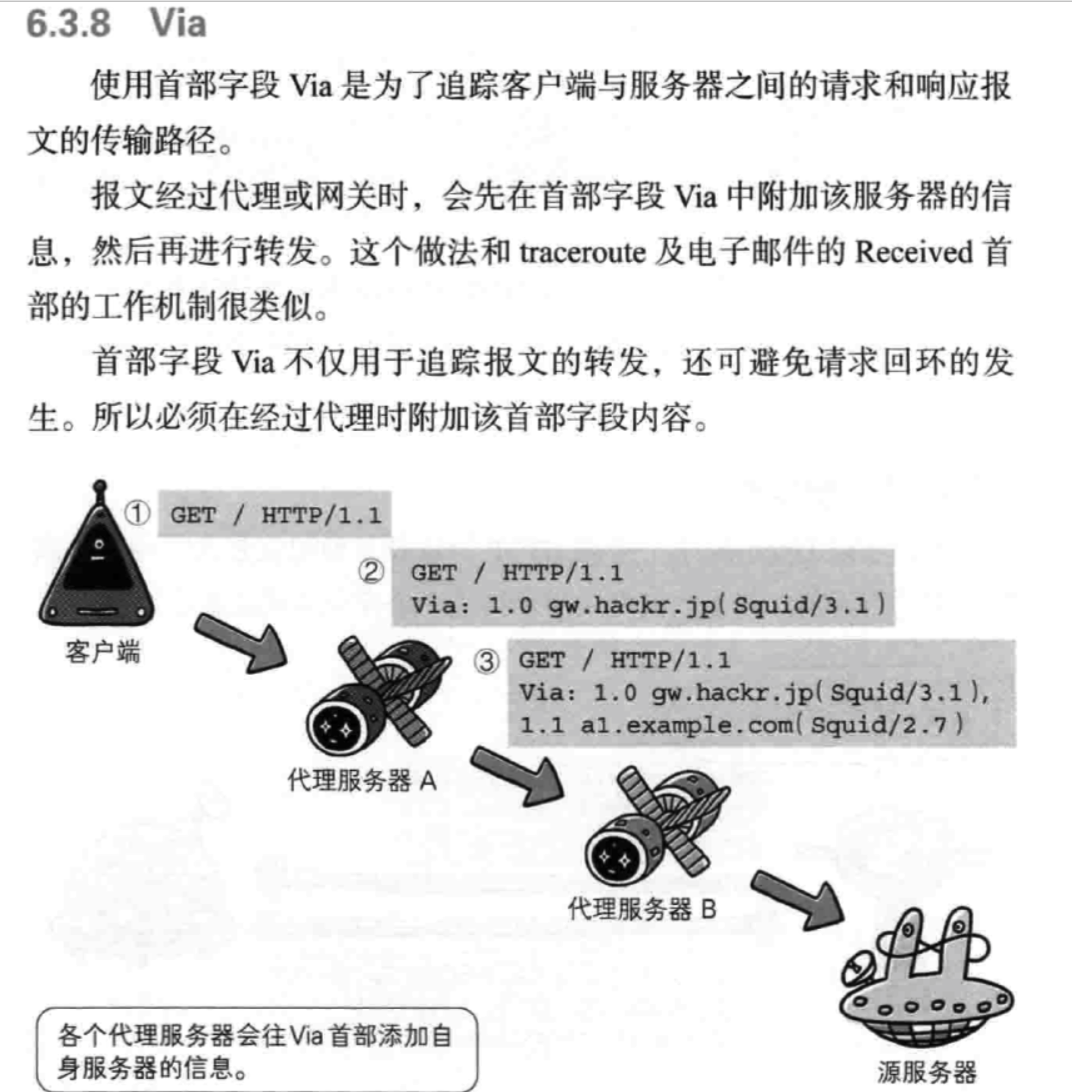 6.3.8 Via
使用首部字段 Via 是为了追踪客户端与服务器之间的请求和响应报
文的传输路径。
报文经过代理或网关时，会先在首部字段 Via 中附加该服务器的信
息，然后再进行转发。这个做法和 traceroute 及电子邮件的 Received 首
部的工作机制很类似。
首部字段 Via 不仅用于追踪报文的转发，还可避免请求回环的发
生。所以必须在经过代理时附加该首部字段内容。
① GET / HTTP/1.1
② GET / HTTP/1.1
Via: 1.0 gw.hackr.jp(Squid/3.1)
客户端
③ GET / HTTP/1.1
Via: 1.0 gw.hackr.jp(Squid/3.1),
1.1 a1.example.com(Squid/2.7)
代理服务器 A
代理服务器 B
各个代理服务器会往Via首部添加自
身服务器的信息。
源服务器